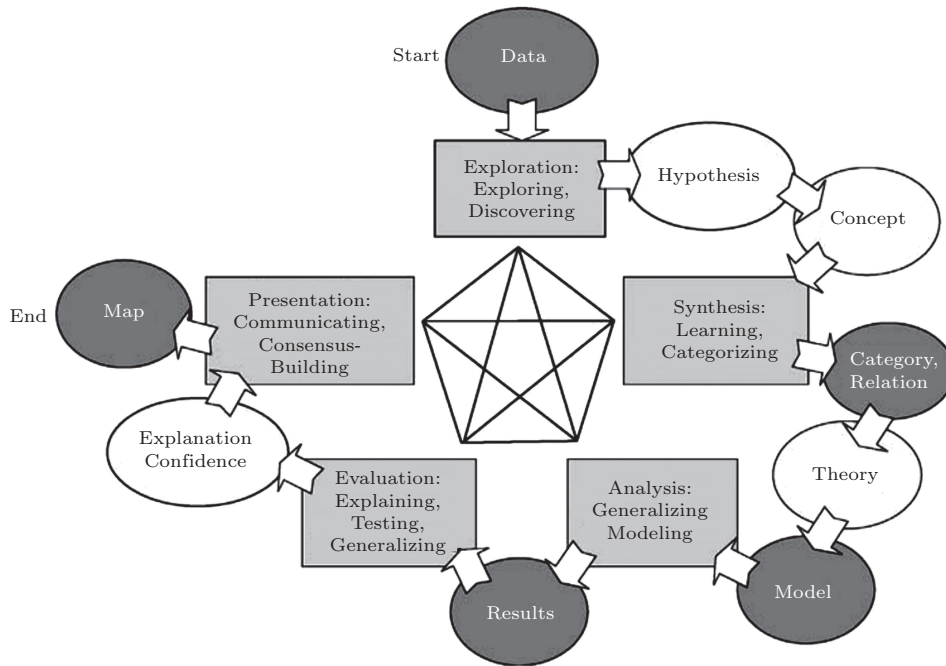 Start
Data
Exploration:
Exploring,
Discovering
Hypothesis
Concept
Synthesis:
Learning,
Categorizing
Category,
Relation
Theory
Model
Analysis:
Generalizing
Modeling
Results
Evaluation:
Explaining,
Testing,
Generalizing
Explanation
Confidence
Presentation:
Communicating,
Consensus-
Building
Map
End